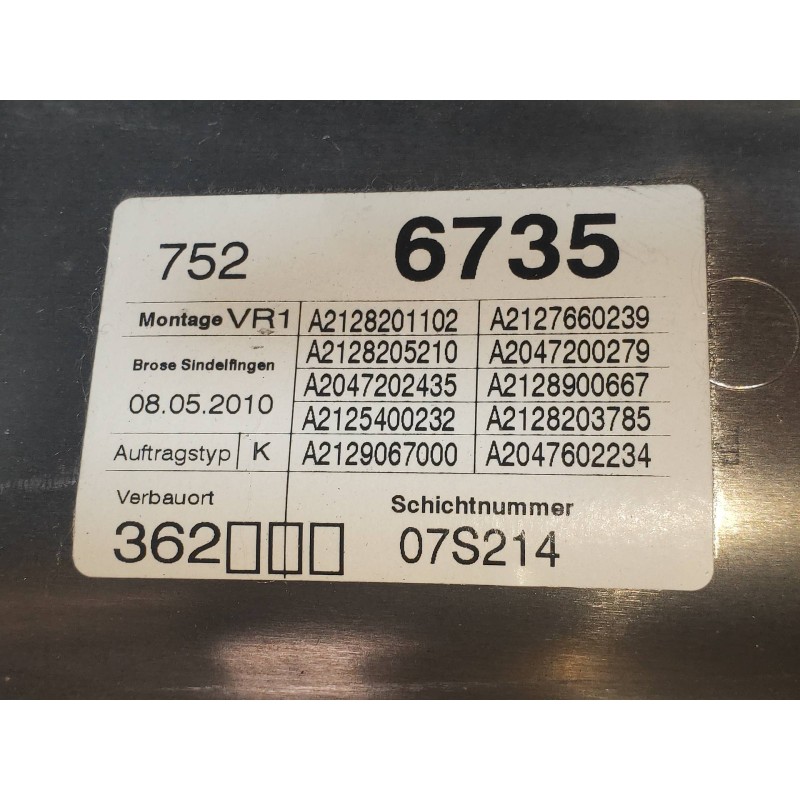 752 6735
Montage VR1 A2128201102 A2127660239
A2128205210 A2047200279
Brose Sindelfingen
A2047202435 A2128900667
08.05.2010
A2125400232 A2128203785
Auftragstyp K A2129067000 A2047602234
Verbauort Schichtnummer
362 07S214